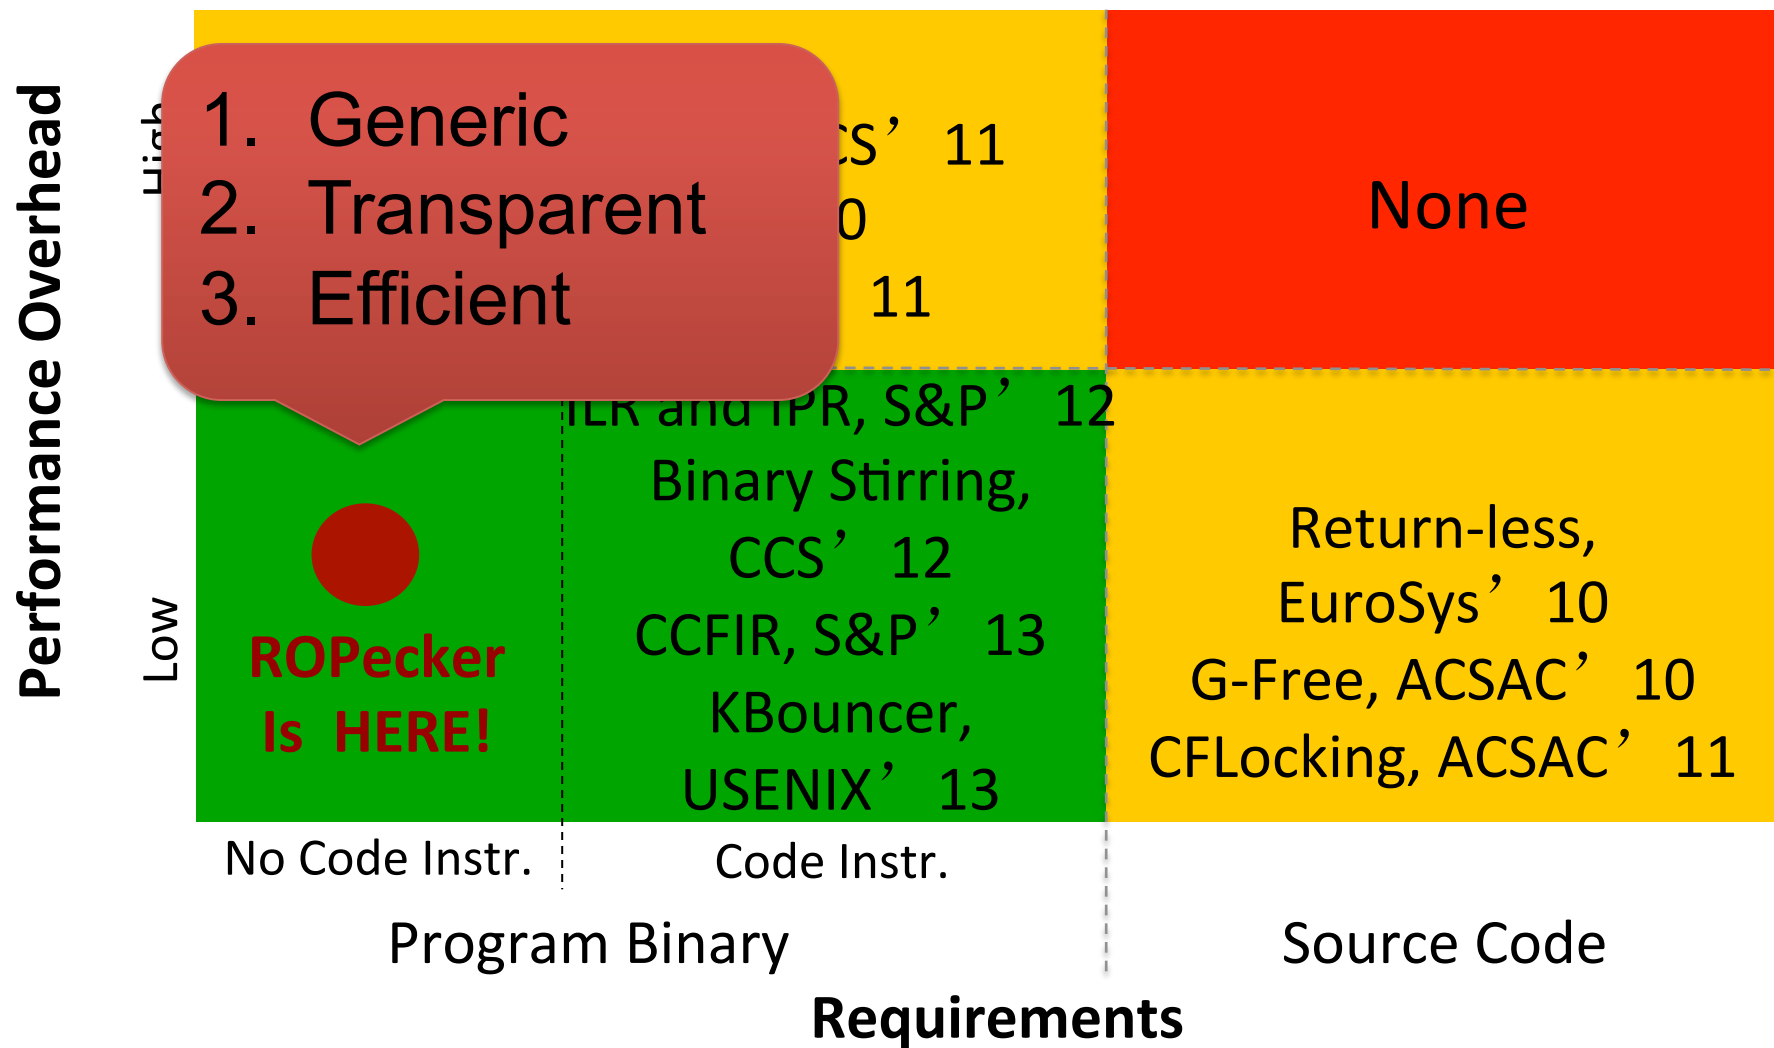 Performance Overhead
High
1. Generic
2. Transparent
3. Efficient
CS’ 11
0
11
None
ILR and IPR, S&P’ 12
Binary Stirring,
CCS’ 12
CCFIR, S&P’ 13
KBouncer,
USENIX’ 13
Low
ROPecker
Is HERE!
Return-less,
EuroSys’ 10
G-Free, ACSAC’ 10
CFLocking, ACSAC’ 11
No Code Instr.
Code Instr.
Program Binary
Source Code
Requirements